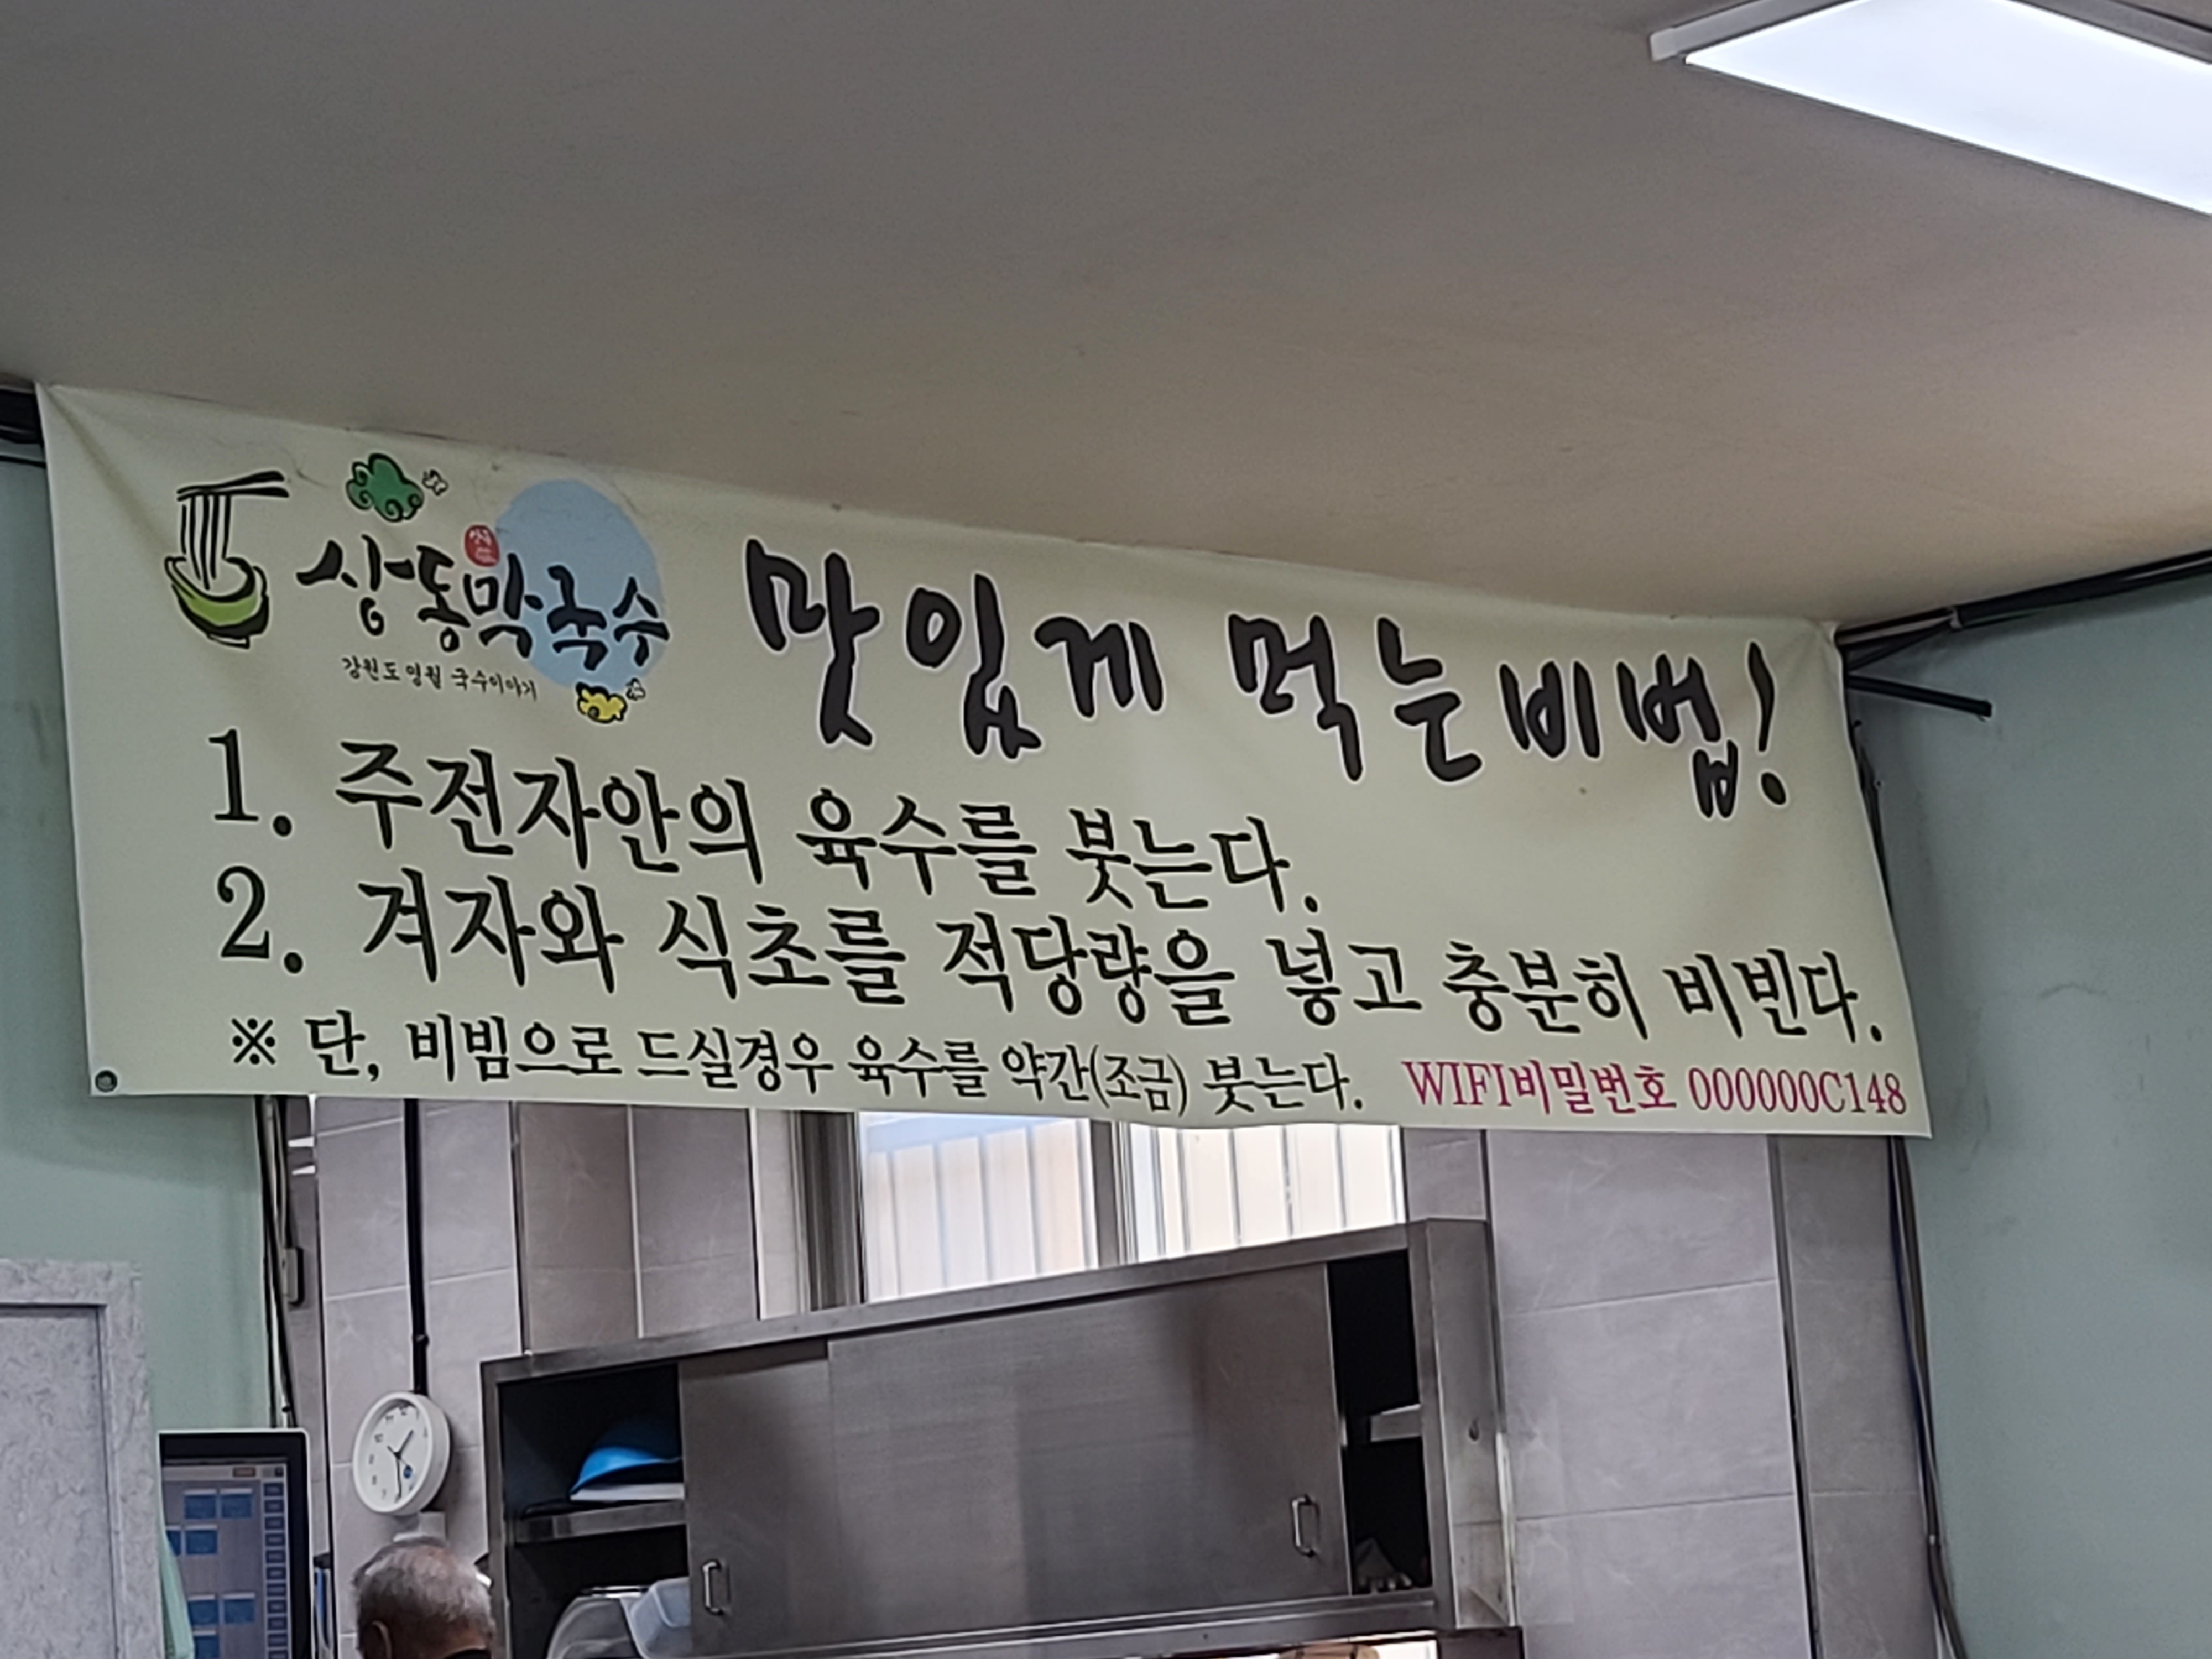 상동막국수
강원도 영월 국수이야기
맛있게 먹는비법!
1. 주전자안의 육수를 붓는다.
2. 겨자와 식초를 적당량을 넣고 충분히 비빈다.
※ 단, 비빔으로 드실경우 육수를 약간(조금) 붓는다. WIFI비밀번호 000000C148